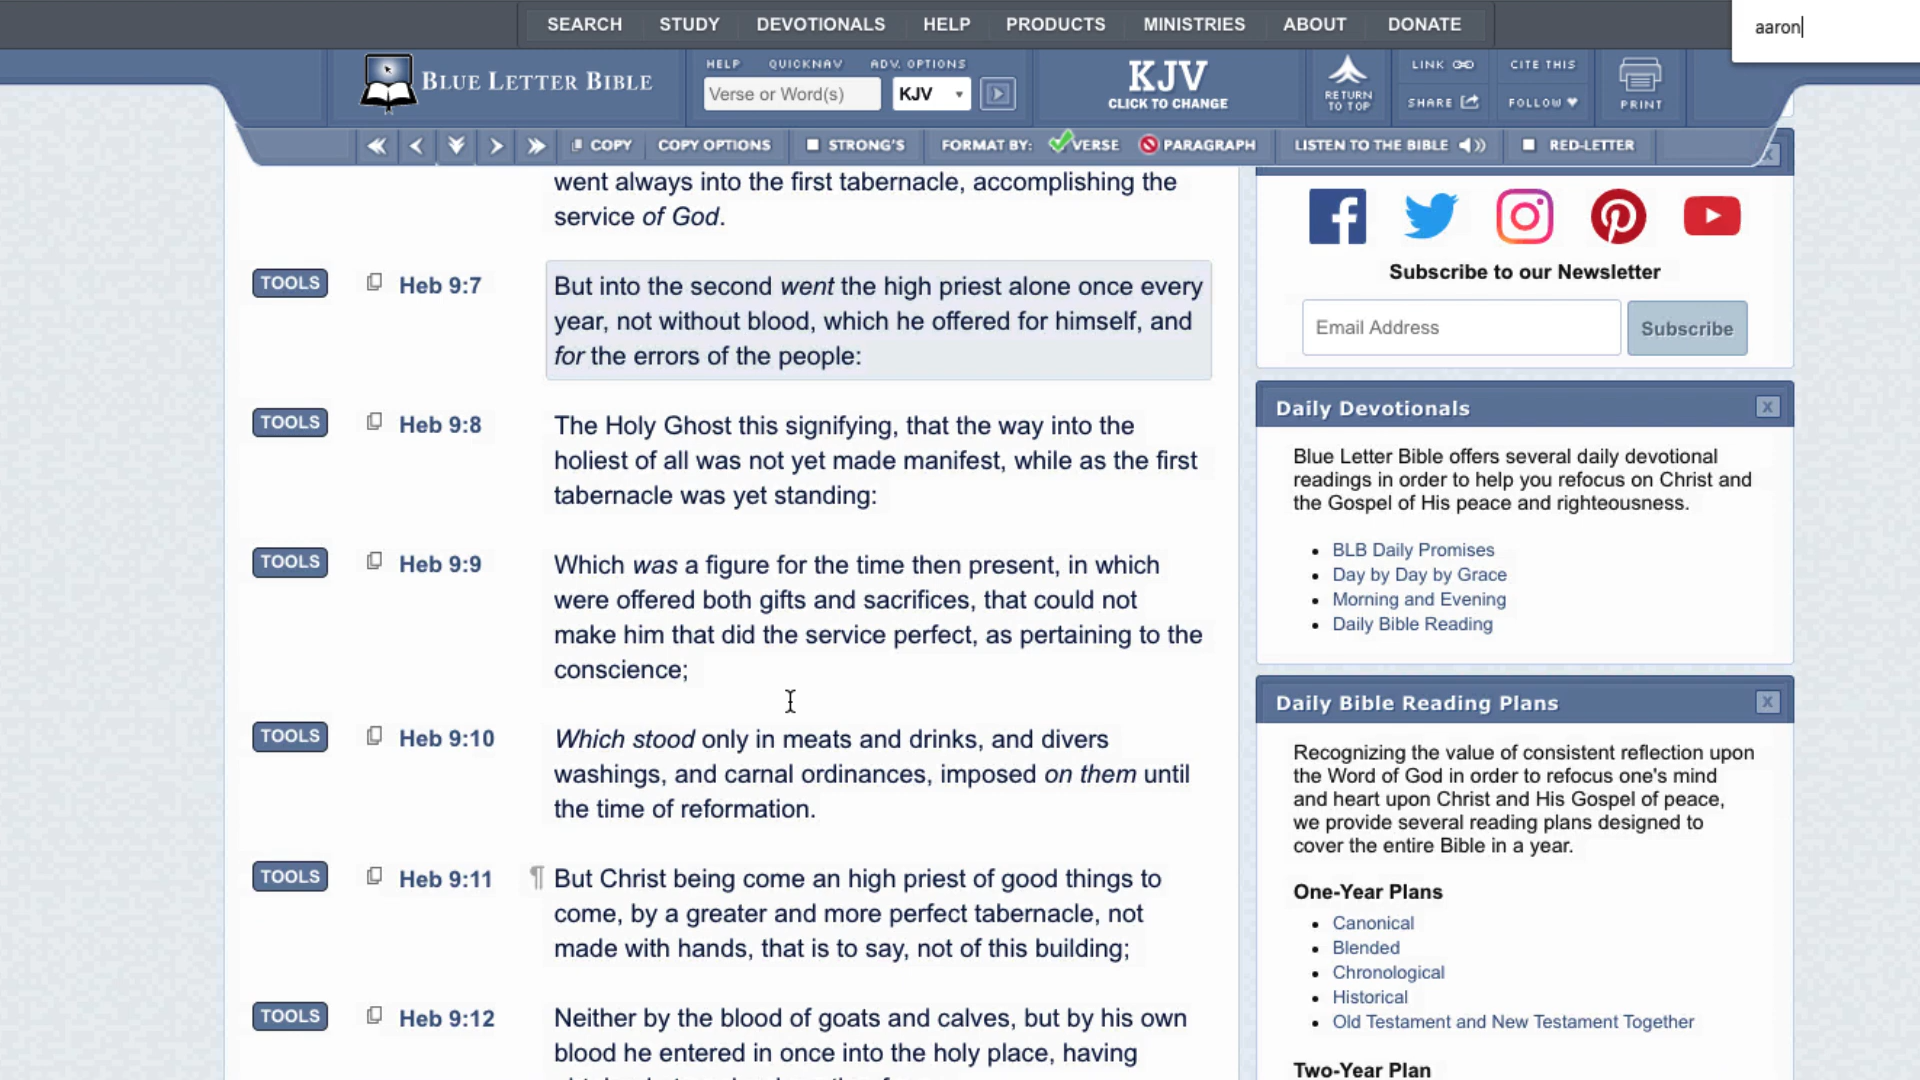 SEARCH STUDY DEVOTIONALS HELP PRODUCTS MINISTRIES ABOUT DONATE
aaron
BLUE LETTER BIBLE
HELP QUICKNAV ADV. OPTIONS
Verse or Word(s) KJV
KJV
CLICK TO CHANGE
RETURN
TO TOP
LINK CITE THIS
SHARE FOLLOW
PRINT
COPY COPY OPTIONS STRONG'S FORMAT BY: VERSE PARAGRAPH LISTEN TO THE BIBLE RED-LETTER
went always into the first tabernacle, accomplishing the
service of God.
TOOLS Heb 9:7 But into the second went the high priest alone once every
year, not without blood, which he offered for himself, and
for the errors of the people:
TOOLS Heb 9:8 The Holy Ghost this signifying, that the way into the
holiest of all was not yet made manifest, while as the first
tabernacle was yet standing:
TOOLS Heb 9:9 Which was a figure for the time then present, in which
were offered both gifts and sacrifices, that could not
make him that did the service perfect, as pertaining to the
conscience;
TOOLS Heb 9:10 Which stood only in meats and drinks, and divers
washings, and carnal ordinances, imposed on them until
the time of reformation.
TOOLS Heb 9:11 ¶ But Christ being come an high priest of good things to
come, by a greater and more perfect tabernacle, not
made with hands, that is to say, not of this building;
TOOLS Heb 9:12 Neither by the blood of goats and calves, but by his own
blood he entered in once into the holy place, having
X
Subscribe to our Newsletter
Email Address Subscribe
Daily Devotionals X
Blue Letter Bible offers several daily devotional
readings in order to help you refocus on Christ and
the Gospel of His peace and righteousness.
• BLB Daily Promises
• Day by Day by Grace
• Morning and Evening
• Daily Bible Reading
Daily Bible Reading Plans X
Recognizing the value of consistent reflection upon
the Word of God in order to refocus one's mind
and heart upon Christ and His Gospel of peace,
we provide several reading plans designed to
cover the entire Bible in a year.
One-Year Plans
• Canonical
• Blended
• Chronological
• Historical
• Old Testament and New Testament Together
Two-Year Plan